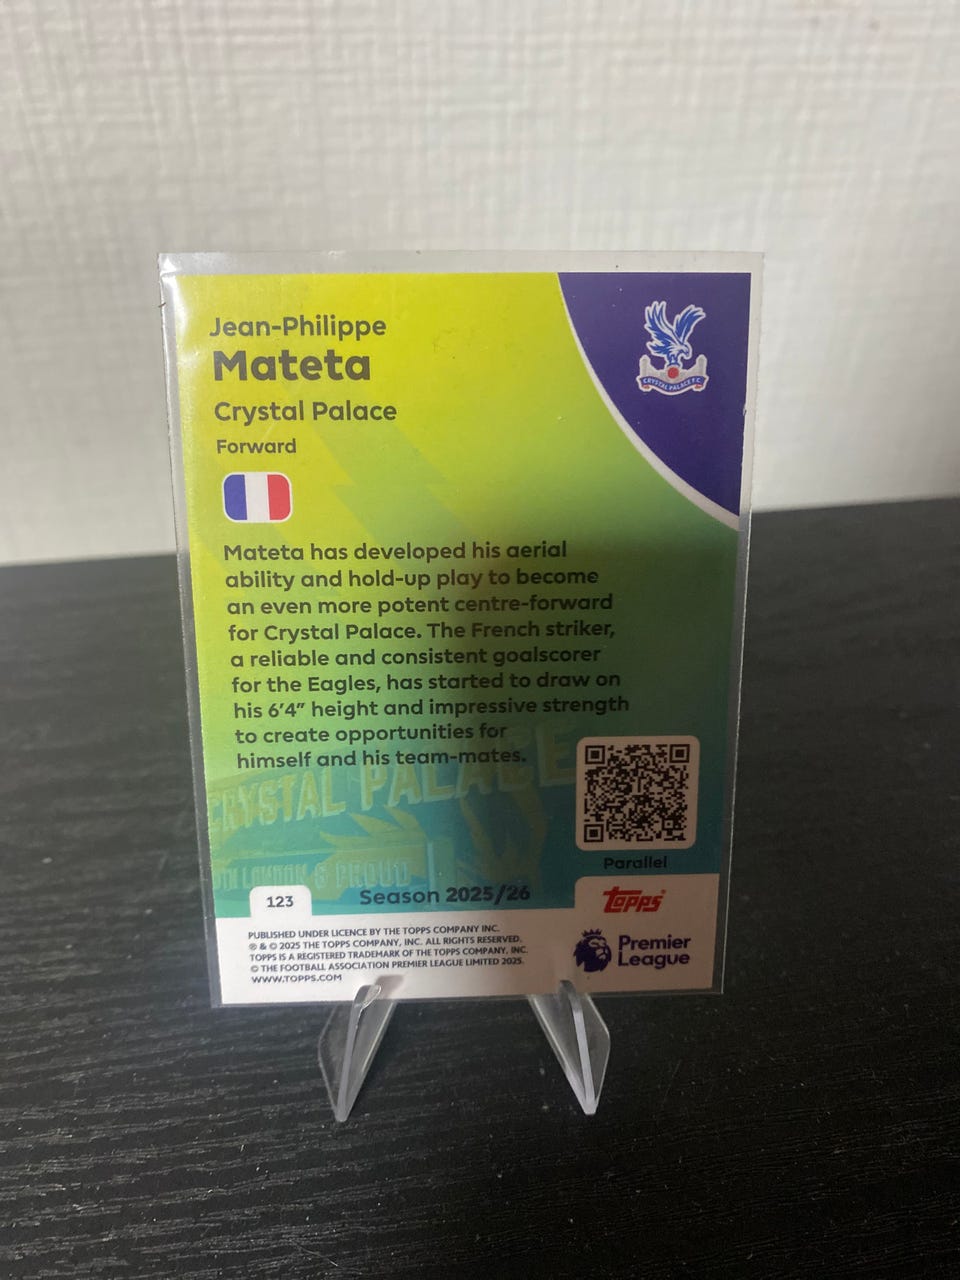 Jean-Philippe
Mateta
Crystal Palace
Forward
CRYSTAL PALACE F.C.
Mateta has developed his aerial
ability and hold-up play to become
an even more potent centre-forward
for Crystal Palace. The French striker,
a reliable and consistent goalscorer
for the Eagles, has started to draw on
his 6'4" height and impressive strength
to create opportunities for
himself and his team-mates.
CRYSTAL PALACE
LONDON & PROUD
Parallel
123
Season 2025/26
Topps
PUBLISHED UNDER LICENCE BY THE TOPPS COMPANY INC.
® & © 2025 THE TOPPS COMPANY, INC. ALL RIGHTS RESERVED.
TOPPS IS A REGISTERED TRADEMARK OF THE TOPPS COMPANY, INC.
© THE FOOTBALL ASSOCIATION PREMIER LEAGUE LIMITED 2025.
WWW.TOPPS.COM
Premier
League